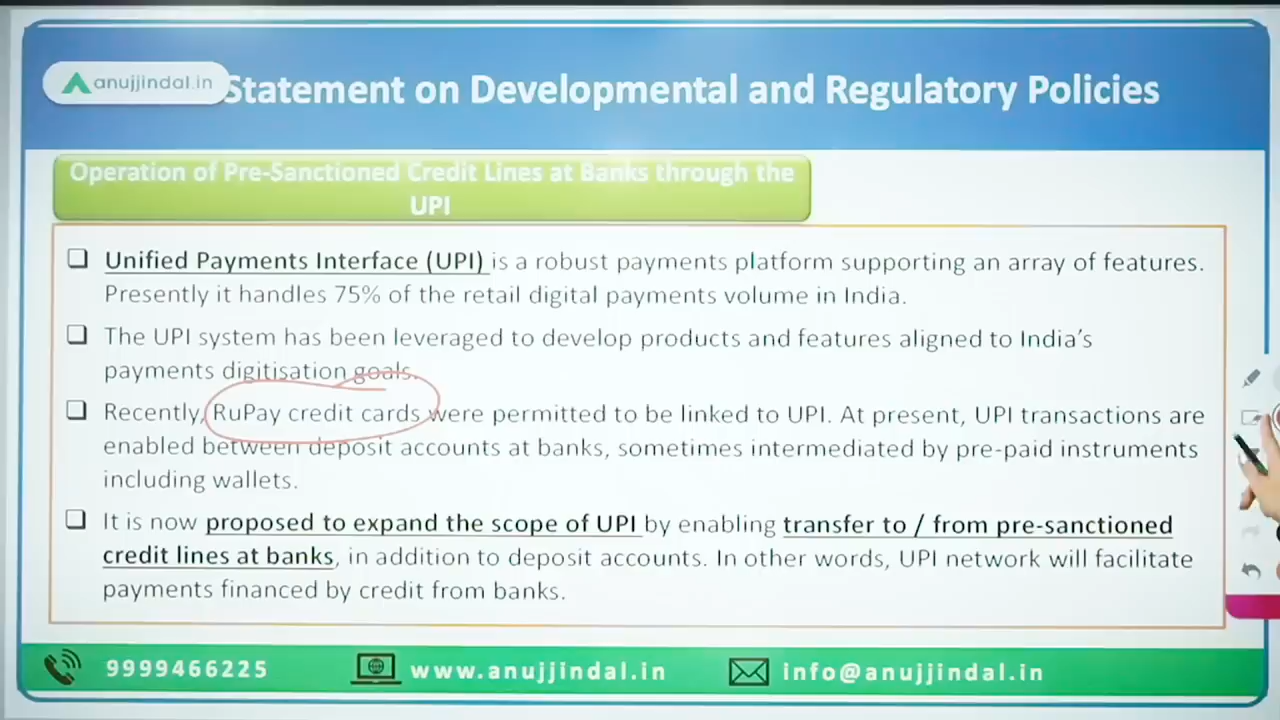 anujjindal.in
Statement on Developmental and Regulatory Policies
Operation of Pre-Sanctioned Credit Lines at Banks through the
UPI
Unified Payments Interface (UPI) is a robust payments platform supporting an array of features.
Presently it handles 75% of the retail digital payments volume in India.
The UPI system has been leveraged to develop products and features aligned to India’s
payments digitisation goals.
Recently, RuPay credit cards were permitted to be linked to UPI. At present, UPI transactions are
enabled between deposit accounts at banks, sometimes intermediated by pre-paid instruments
including wallets.
It is now proposed to expand the scope of UPI by enabling transfer to / from pre-sanctioned
credit lines at banks, in addition to deposit accounts. In other words, UPI network will facilitate
payments financed by credit from banks.
9999466225 www.anujjindal.in info@anujjindal.in